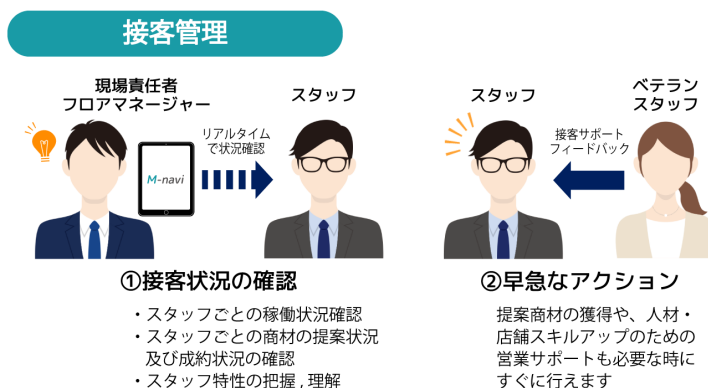 接客管理
現場責任者
フロアマネージャー
スタッフ
リアルタイム
で状況確認
M-navi
①接客状況の確認
・スタッフごとの稼働状況確認
・スタッフごとの商材の提案状況
及び成約状況の確認
・スタッフ特性の把握,理解
スタッフ
ベテラン
スタッフ
接客サポート
フィードバック
②早急なアクション
提案商材の獲得や、人材・
店舗スキルアップのための
営業サポートも必要な時に
すぐに行えます